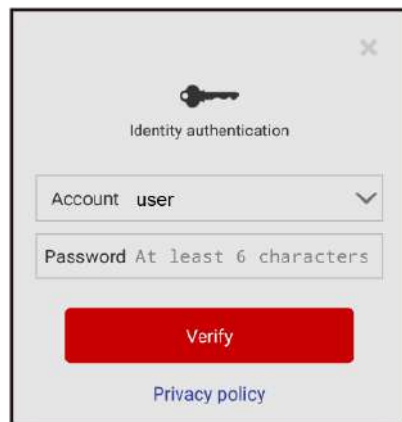 Identity authentication
Account user
Password At least 6 characters
Verify
Privacy policy